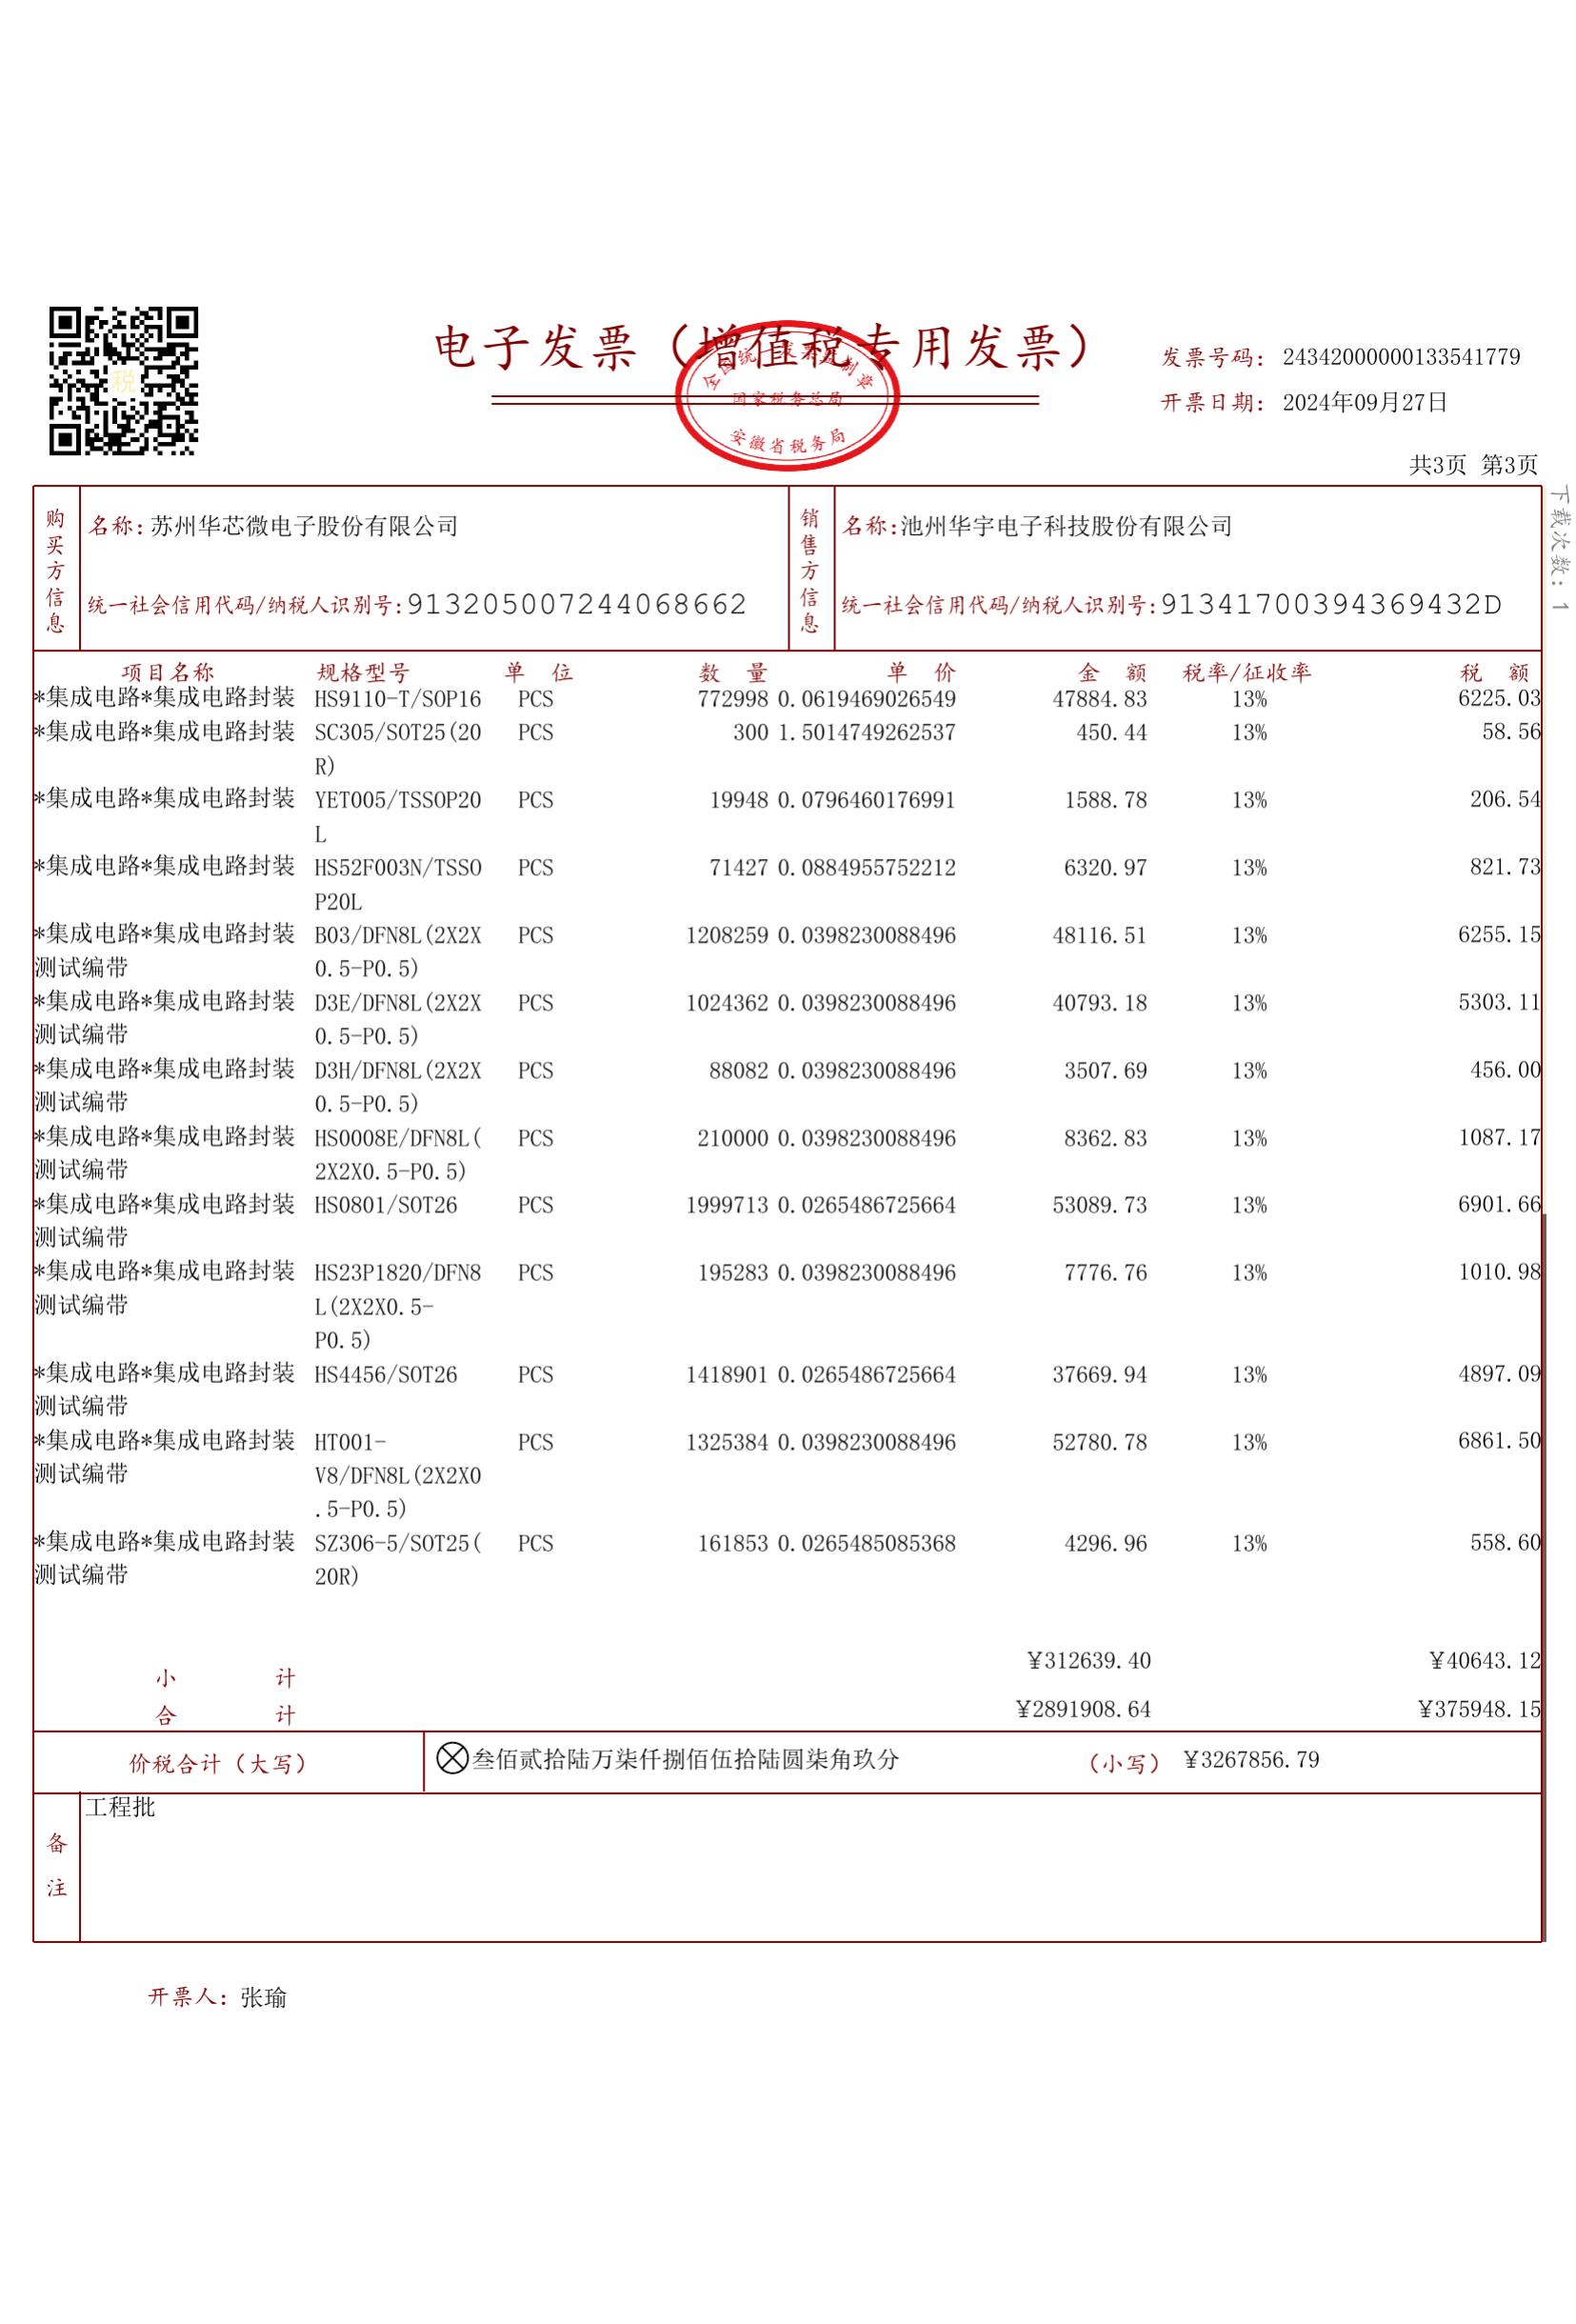 电子发票（增值税专用发票）
税
全国统一发票监制章
国家税务总局
安徽省税务局
发票号码：24342000000133541779
开票日期：2024年09月27日
共3页 第3页
下载次数：1
购买方信息
名称：苏州华芯微电子股份有限公司
统一社会信用代码/纳税人识别号：913205007244068662
销售方信息
名称：池州华宇电子科技股份有限公司
统一社会信用代码/纳税人识别号：91341700394369432D
项目名称 规格型号 单 位 数 量 单 价 金 额 税率/征收率 税 额
*集成电路*集成电路封装 HS9110-T/SOP16 PCS 772998 0.0619469026549 47884.83 13% 6225.03
*集成电路*集成电路封装 SC305/SOT25(20 PCS 300 1.5014749262537 450.44 13% 58.56
R)
*集成电路*集成电路封装 YET005/TSSOP20 PCS 19948 0.0796460176991 1588.78 13% 206.54
L
*集成电路*集成电路封装 HS52F003N/TSSO PCS 71427 0.0884955752212 6320.97 13% 821.73
P20L
*集成电路*集成电路封装 B03/DFN8L(2X2X PCS 1208259 0.0398230088496 48116.51 13% 6255.15
测试编带 0.5-P0.5)
*集成电路*集成电路封装 D3E/DFN8L(2X2X PCS 1024362 0.0398230088496 40793.18 13% 5303.11
测试编带 0.5-P0.5)
*集成电路*集成电路封装 D3H/DFN8L(2X2X PCS 88082 0.0398230088496 3507.69 13% 456.00
测试编带 0.5-P0.5)
*集成电路*集成电路封装 HS0008E/DFN8L( PCS 210000 0.0398230088496 8362.83 13% 1087.17
测试编带 2X2X0.5-P0.5)
*集成电路*集成电路封装 HS0801/SOT26 PCS 1999713 0.0265486725664 53089.73 13% 6901.66
测试编带
*集成电路*集成电路封装 HS23P1820/DFN8 PCS 195283 0.0398230088496 7776.76 13% 1010.98
测试编带 L(2X2X0.5-
P0.5)
*集成电路*集成电路封装 HS4456/SOT26 PCS 1418901 0.0265486725664 37669.94 13% 4897.09
测试编带
*集成电路*集成电路封装 HT001- PCS 1325384 0.0398230088496 52780.78 13% 6861.50
测试编带 V8/DFN8L(2X2X0
.5-P0.5)
*集成电路*集成电路封装 SZ306-5/SOT25( PCS 161853 0.0265485085368 4296.96 13% 558.60
测试编带 20R)
小 计 ¥312639.40 ¥40643.12
合 计 ¥2891908.64 ¥375948.15
价税合计（大写） 叁佰贰拾陆万柒仟捌佰伍拾陆圆柒角玖分 （小写） ¥3267856.79
备注
工程批
开票人：张瑜